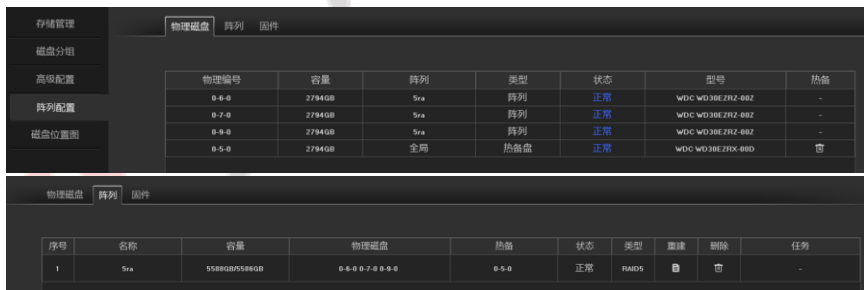 存储管理
磁盘分组
高级配置
阵列配置
磁盘位置图
物理磁盘 阵列 固件
物理编号 容量 阵列 类型 状态 型号 热备
0-6-0 2794GB 5ra 阵列 正常 WDC WD30EZRZ-00Z -
0-7-0 2794GB 5ra 阵列 正常 WDC WD30EZRZ-00Z -
0-9-0 2794GB 5ra 阵列 正常 WDC WD30EZRZ-00Z -
0-5-0 2794GB 全局 热备盘 正常 WDC WD30EZRX-00D
物理磁盘 阵列 固件
序号 名称 容量 物理磁盘 热备 状态 类型 重建 删除 任务
1 5ra 5588GB/5586GB 0-6-0 0-7-0 0-9-0 0-5-0 正常 RAID5 -